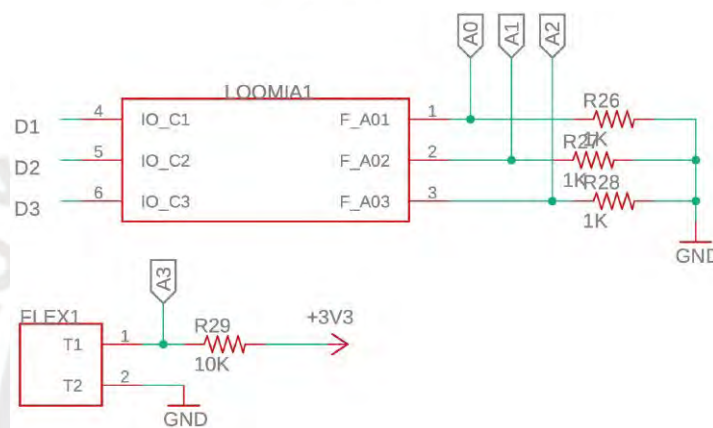 A0 A1 A2
LOOMIA1
R26
D1 4 IO_C1 F_A01 1
1K
R27
D2 5 IO_C2 F_A02 2
1K R28
D3 6 IO_C3 F_A03 3
1K
GND
A3
FLEX1
+3V3
R29
T1 1
10K
T2 2
GND